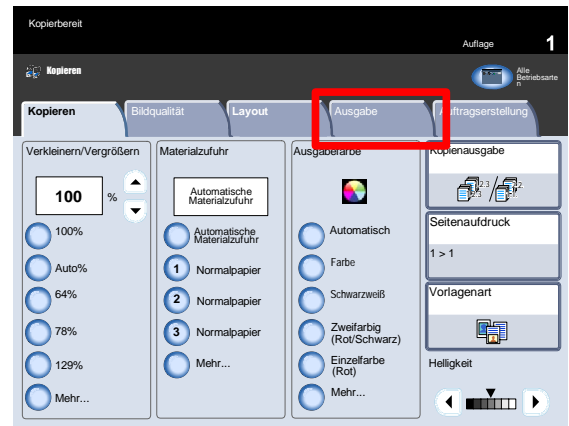 Kopierbereit
Auflage 1
Kopieren
Alle
Betriebsarte
n
Kopieren Bildqualität Layout Ausgabe Auftragserstellung
Verkleinern/Vergrößern
100 %
100%
Auto%
64%
78%
129%
Mehr...
Materialzufuhr
Automatische
Materialzufuhr
Automatische
Materialzufuhr
1 Normalpapier
2 Normalpapier
3 Normalpapier
Mehr...
Ausgabefarbe
Automatisch
Farbe
Schwarzweiß
Zweifarbig
(Rot/Schwarz)
Einzelfarbe
(Rot)
Mehr...
Kopienausgabe
Seitenaufdruck
1 > 1
Vorlagenart
Helligkeit